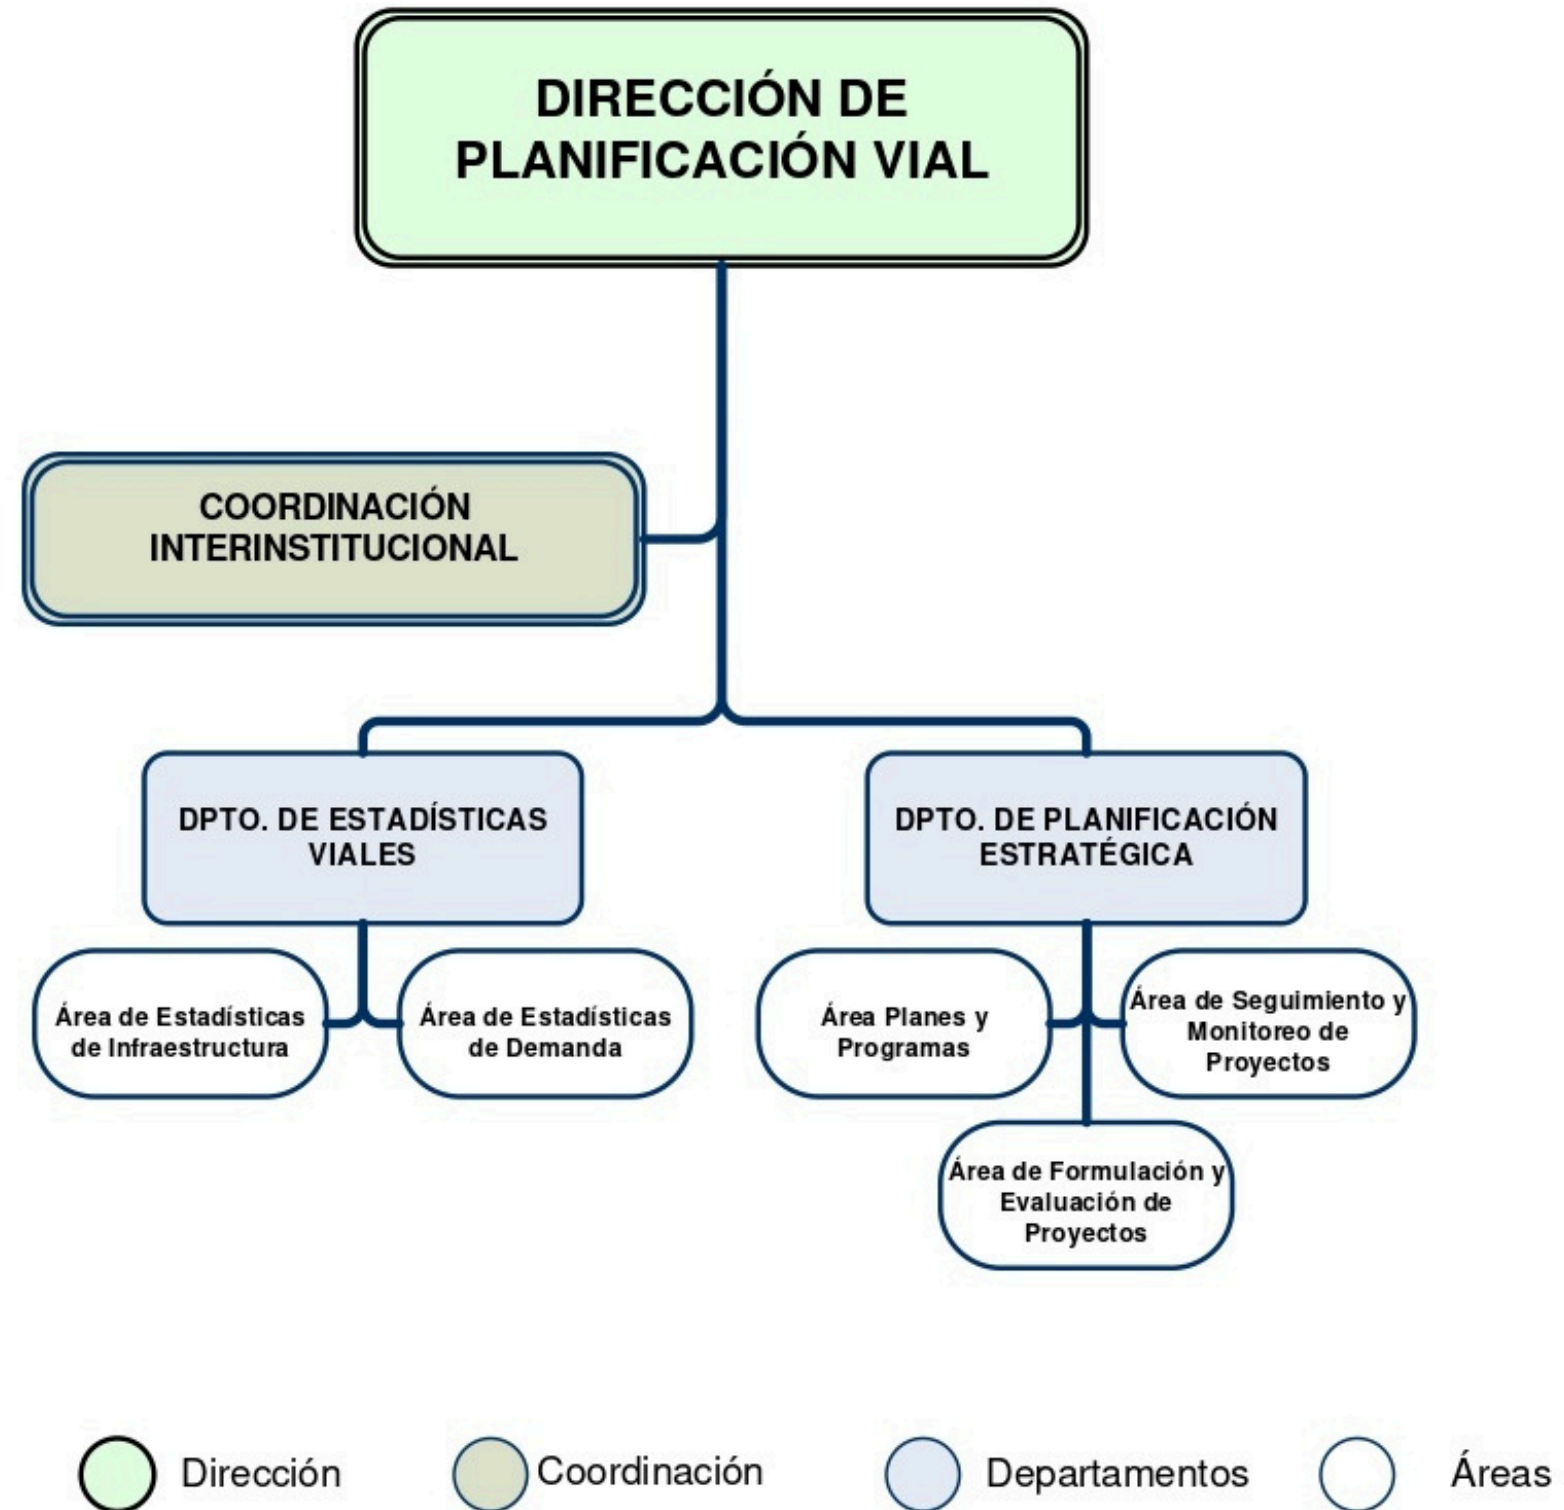 DIRECCIÓN DE
PLANIFICACIÓN VIAL
COORDINACIÓN
INTERINSTITUCIONAL
DPTO. DE ESTADÍSTICAS
VIALES
DPTO. DE PLANIFICACIÓN
ESTRATÉGICA
Área de Estadísticas
de Infraestructura
Área de Estadísticas
de Demanda
Área Planes y
Programas
Área de Seguimiento y
Monitoreo de
Proyectos
Área de Formulación y
Evaluación de
Proyectos
Dirección
Coordinación
Departamentos
Áreas